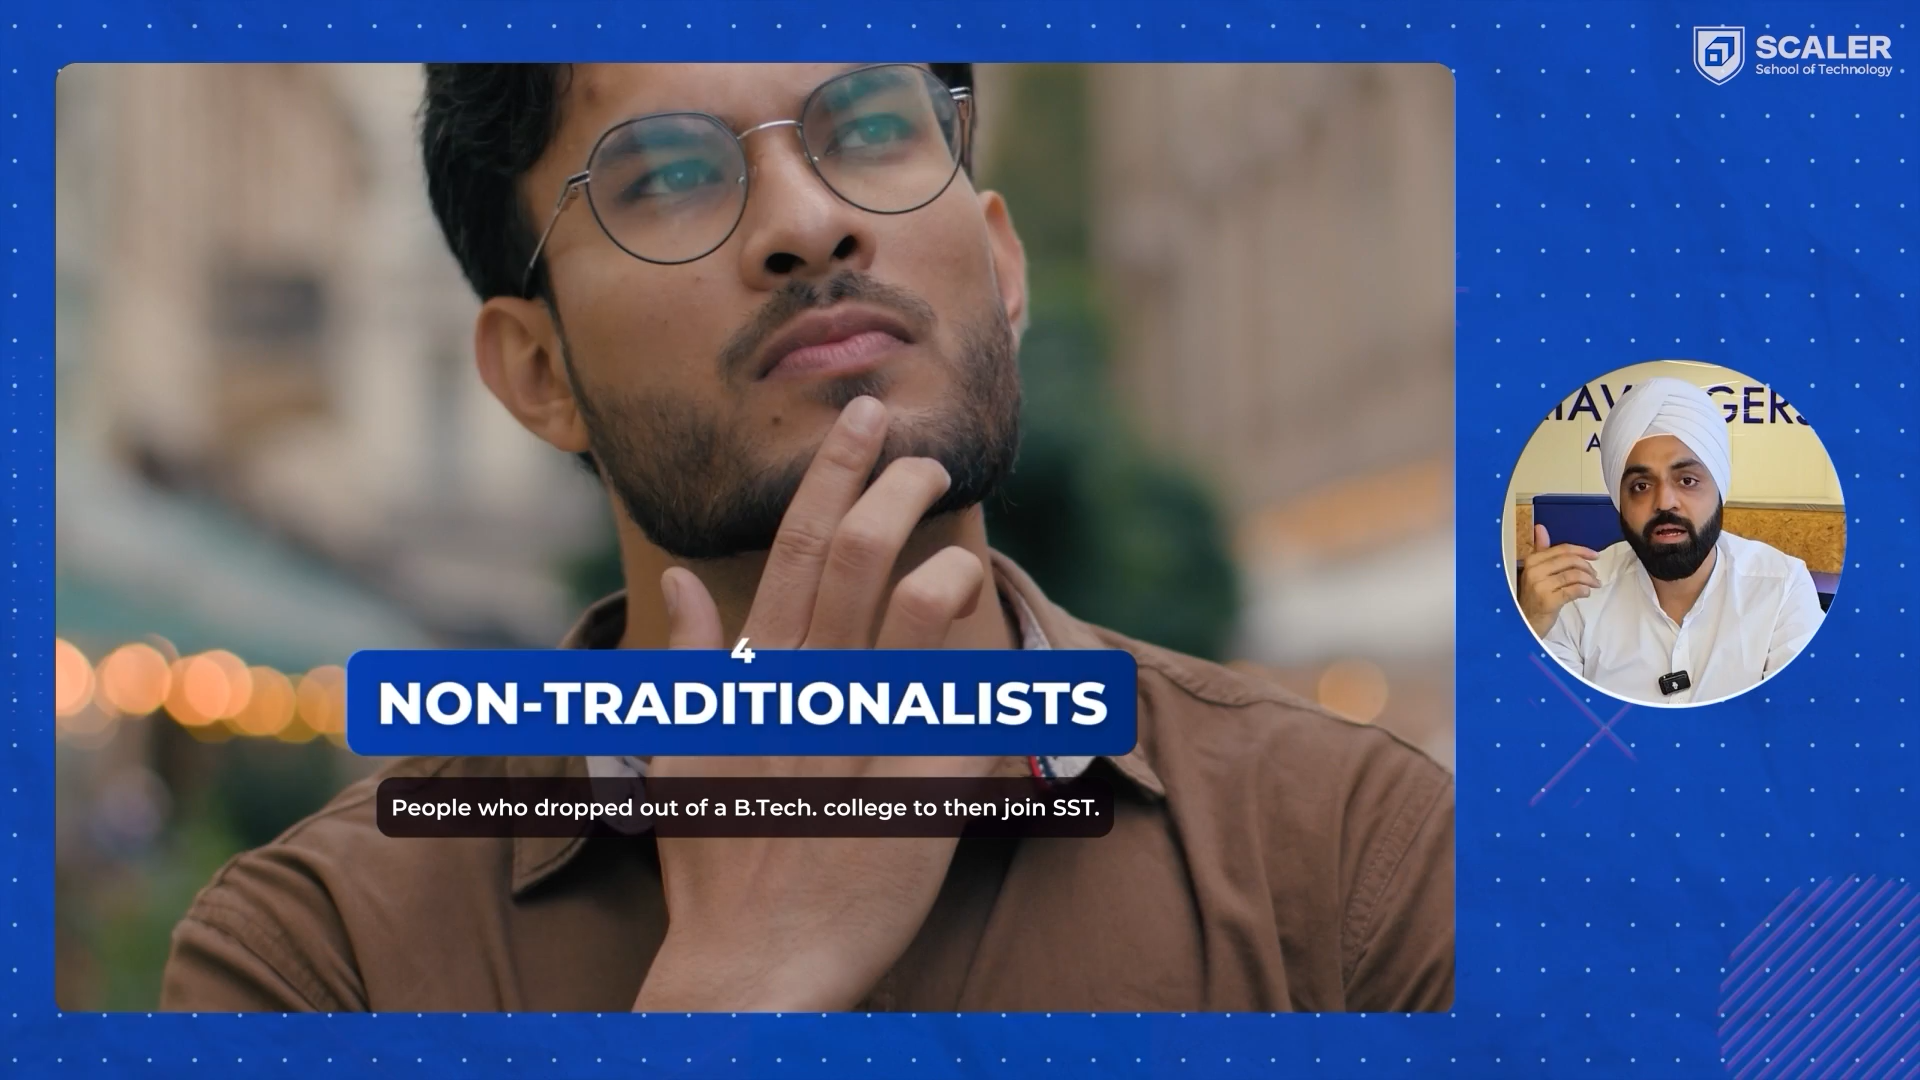 SCALER
School of Technology
4
NON-TRADITIONALISTS
People who dropped out of a B.Tech. college to then join SST.